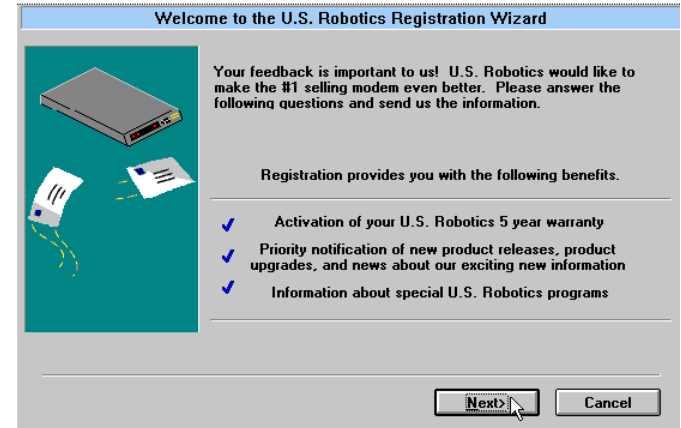 Welcome to the U.S. Robotics Registration Wizard
Your feedback is important to us! U.S. Robotics would like to
make the #1 selling modem even better. Please answer the
following questions and send us the information.
Registration provides you with the following benefits.
Activation of your U.S. Robotics 5 year warranty
Priority notification of new product releases, product
upgrades, and news about our exciting new information
Information about special U.S. Robotics programs
Next>
Cancel